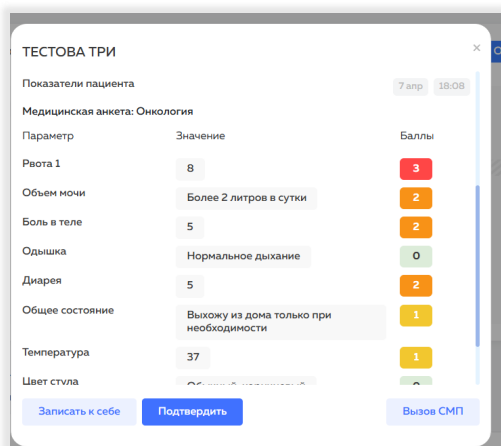 ТЕСТОВА ТРИ ×
Показатели пациента 7 апр 18:08
Медицинская анкета: Онкология
Параметр Значение Баллы
Рвота 1 8 3
Объем мочи Более 2 литров в сутки 2
Боль в теле 5 2
Одышка Нормальное дыхание 0
Диарея 5 2
Общее состояние Выхожу из дома только при 1
необходимости
Температура 37 1
Цвет стула
Записать к себе Подтвердить Вызов СМП